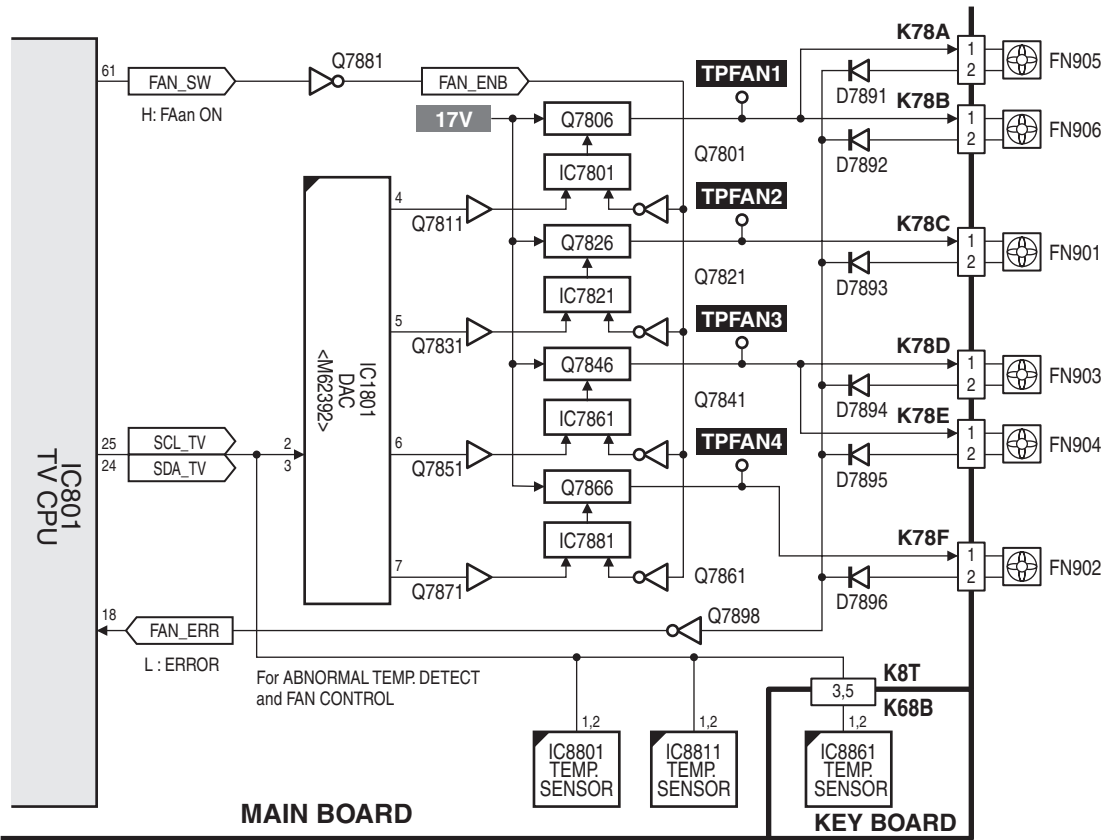 K78A
61
FAN_SW
Q7881
FAN_ENB
TPFAN1
1
2
FN905
D7891
H: FAan ON
17V
Q7806
K78B
1
2
FN906
D7892
IC7801
Q7801
4
Q7811
TPFAN2
Q7826
K78C
1
2
FN901
D7893
Q7821
IC7821
5
Q7831
TPFAN3
Q7846
K78D
1
2
FN903
D7894
Q7841
IC1801
DAC
<M62392>
IC7861
K78E
1
2
FN904
D7895
25
SCL_TV
24
SDA_TV
2
3
6
Q7851
TPFAN4
Q7866
IC801
TV CPU
IC7881
K78F
1
2
FN902
D7896
7
Q7871
Q7861
18
FAN_ERR
Q7898
L : ERROR
For ABNORMAL TEMP. DETECT
and FAN CONTROL
K8T
3,5
K68B
1,2
1,2
1,2
IC8801
TEMP.
SENSOR
IC8811
TEMP.
SENSOR
IC8861
TEMP.
SENSOR
MAIN BOARD
KEY BOARD